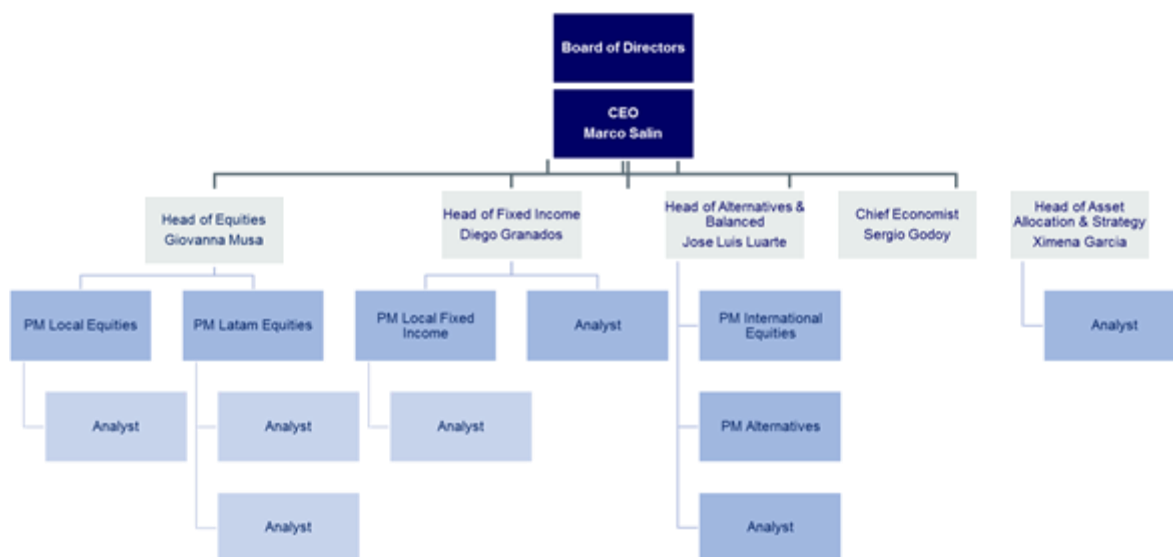 Board of Directors
CEO
Marco Salin
Head of Equities
Giovanna Musa
Head of Fixed Income
Diego Granados
Head of Alternatives &
Balanced
Jose Luis Luarte
Chief Economist
Sergio Godoy
Head of Asset
Allocation & Strategy
Ximena Garcia
PM Local Equities
PM Latam Equities
PM Local Fixed
Income
Analyst
PM International
Equities
Analyst
Analyst
Analyst
Analyst
PM Alternatives
Analyst
Analyst